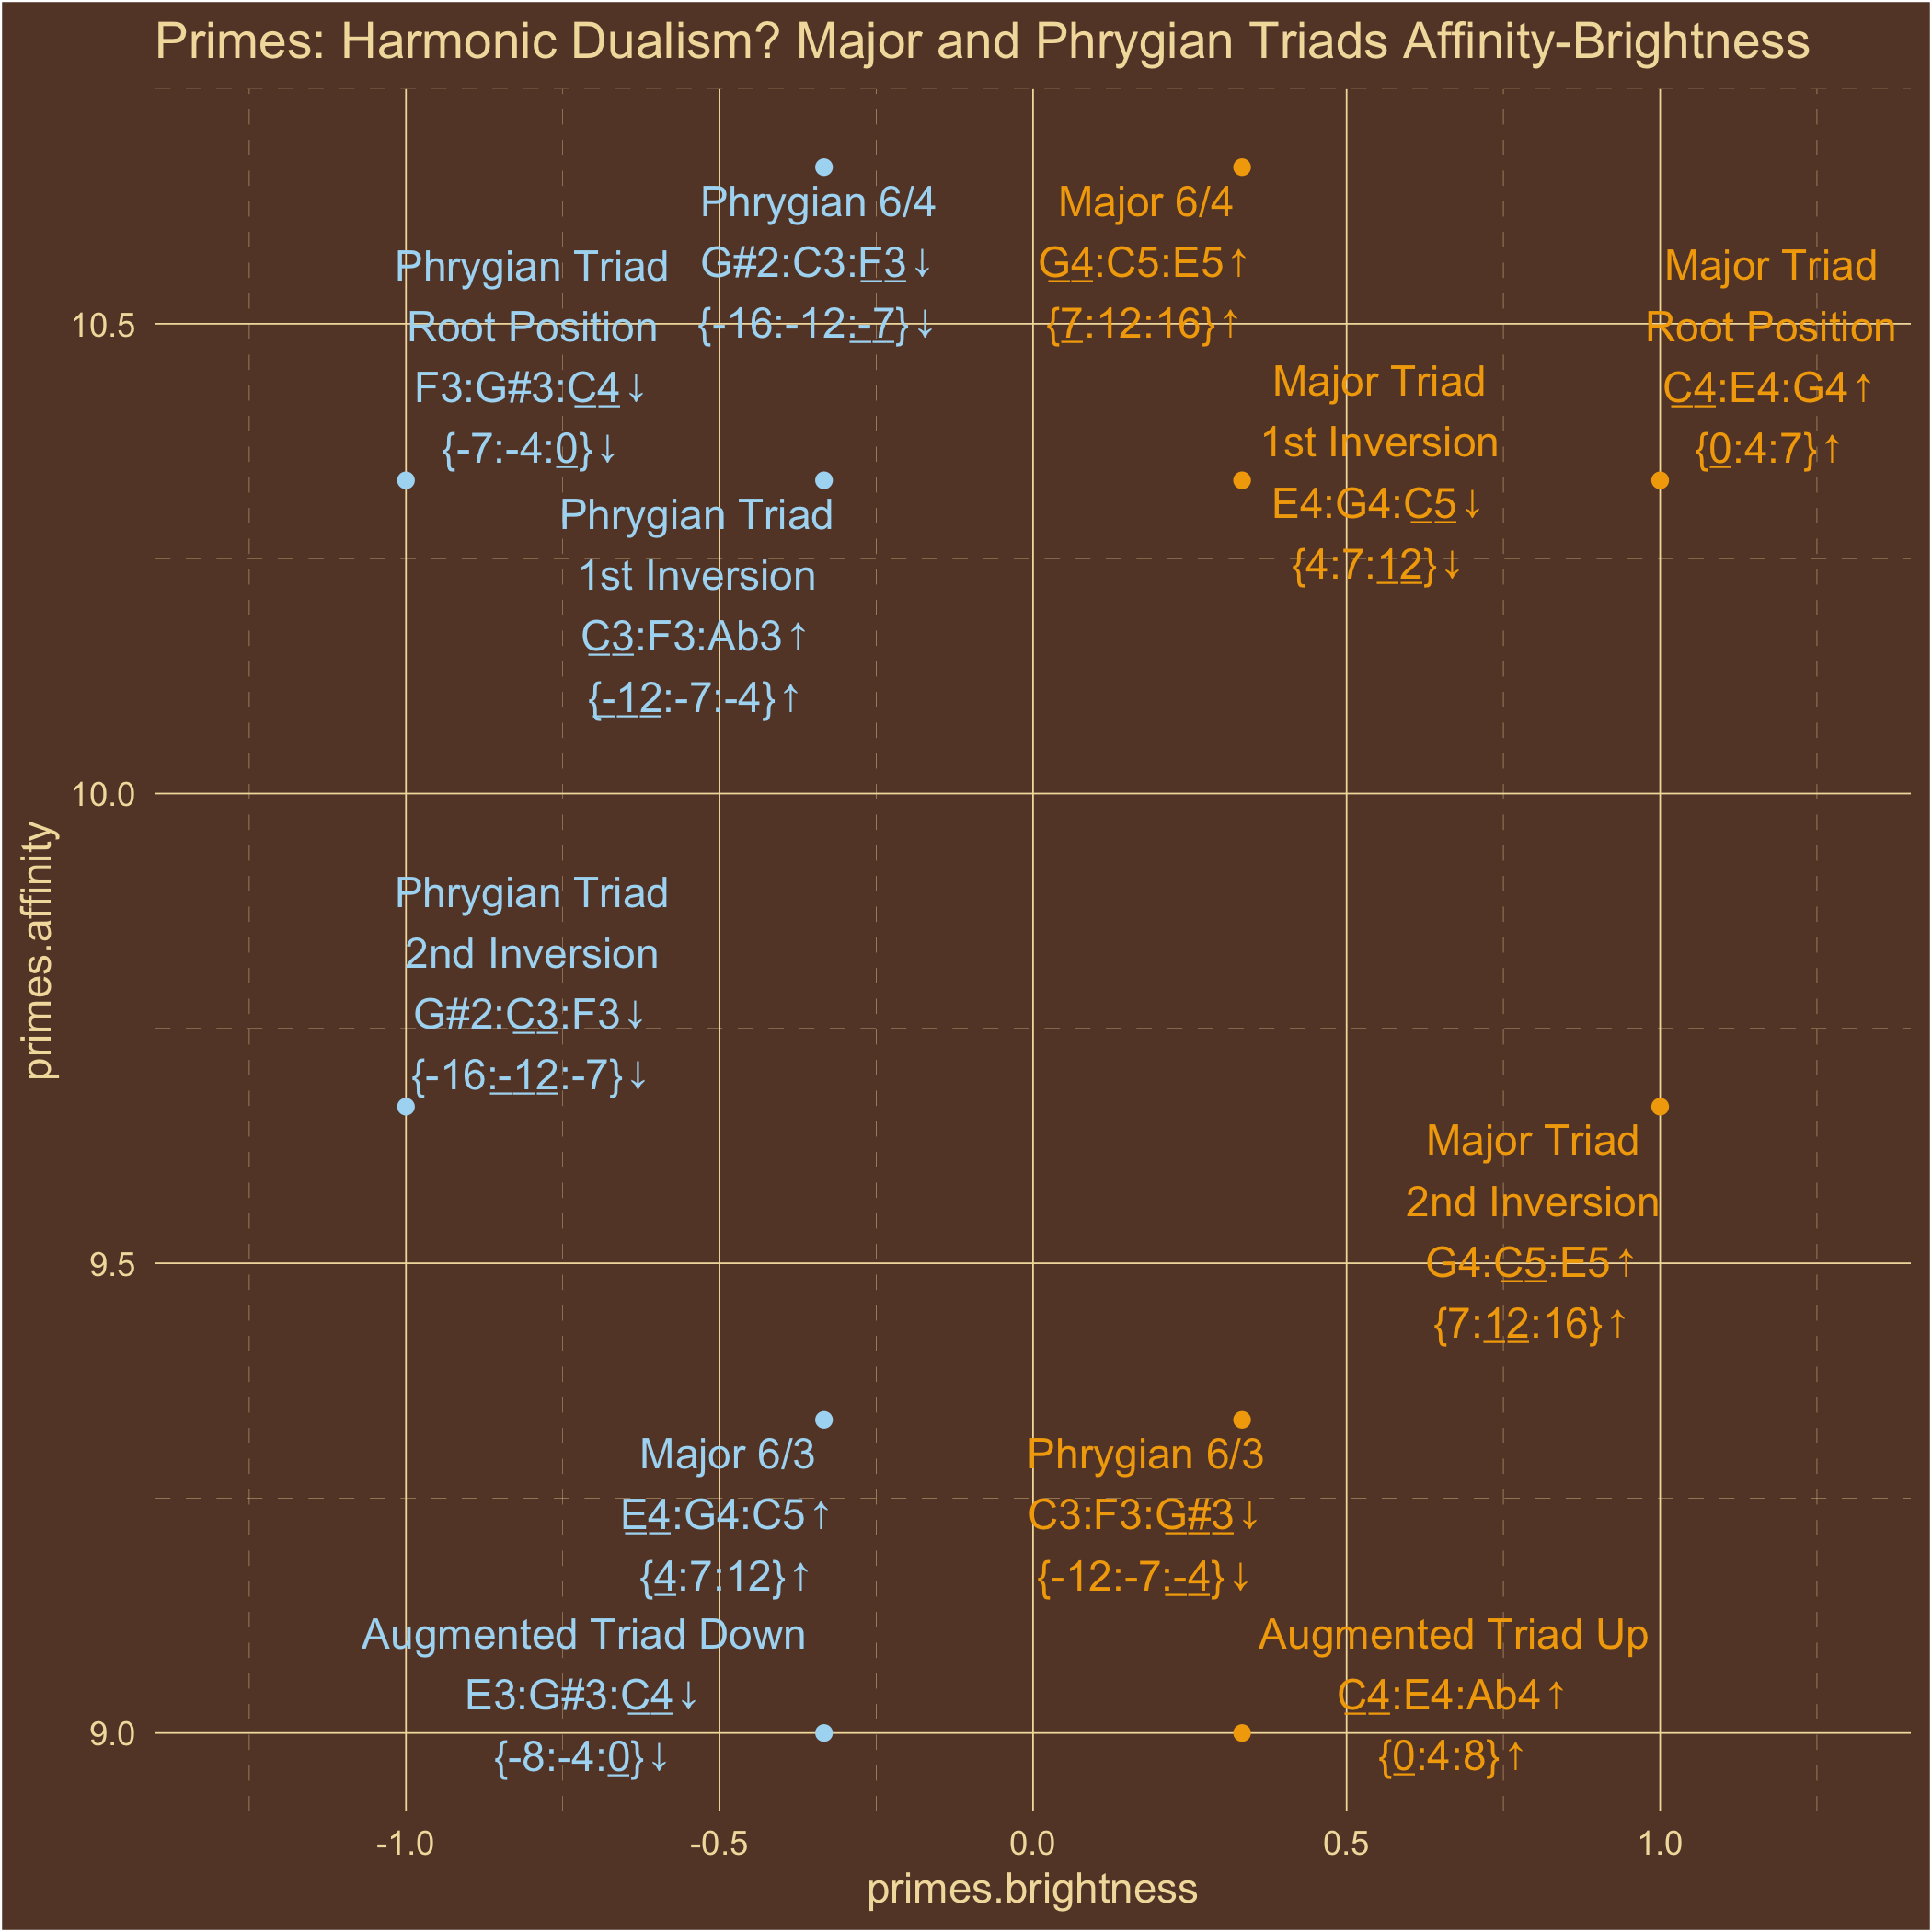 Primes: Harmonic Dualism? Major and Phrygian Triads Affinity-Brightness
primes.affinity
10.5
10.0
9.5
9.0
Phrygian 6/4
G#2:C3:F3↓
{-16:-12:-7}↓
Major 6/4
G4:C5:E5↑
{7:12:16}↑
Phrygian Triad
Root Position
F3:G#3:C4↓
{-7:-4:0}↓
Major Triad
Root Position
C4:E4:G4↑
{0:4:7}↑
Major Triad
1st Inversion
E4:G4:C5↓
{4:7:12}↓
Phrygian Triad
1st Inversion
C3:F3:Ab3↑
{-12:-7:-4}↑
Phrygian Triad
2nd Inversion
G#2:C3:F3↓
{-16:-12:-7}↓
Major Triad
2nd Inversion
G4:C5:E5↑
{7:12:16}↑
Major 6/3
E4:G4:C5↑
{4:7:12}↑
Phrygian 6/3
C3:F3:G#3↓
{-12:-7:-4}↓
Augmented Triad Down
E3:G#3:C4↓
{-8:-4:0}↓
Augmented Triad Up
C4:E4:Ab4↑
{0:4:8}↑
-1.0
-0.5
0.0
0.5
1.0
primes.brightness